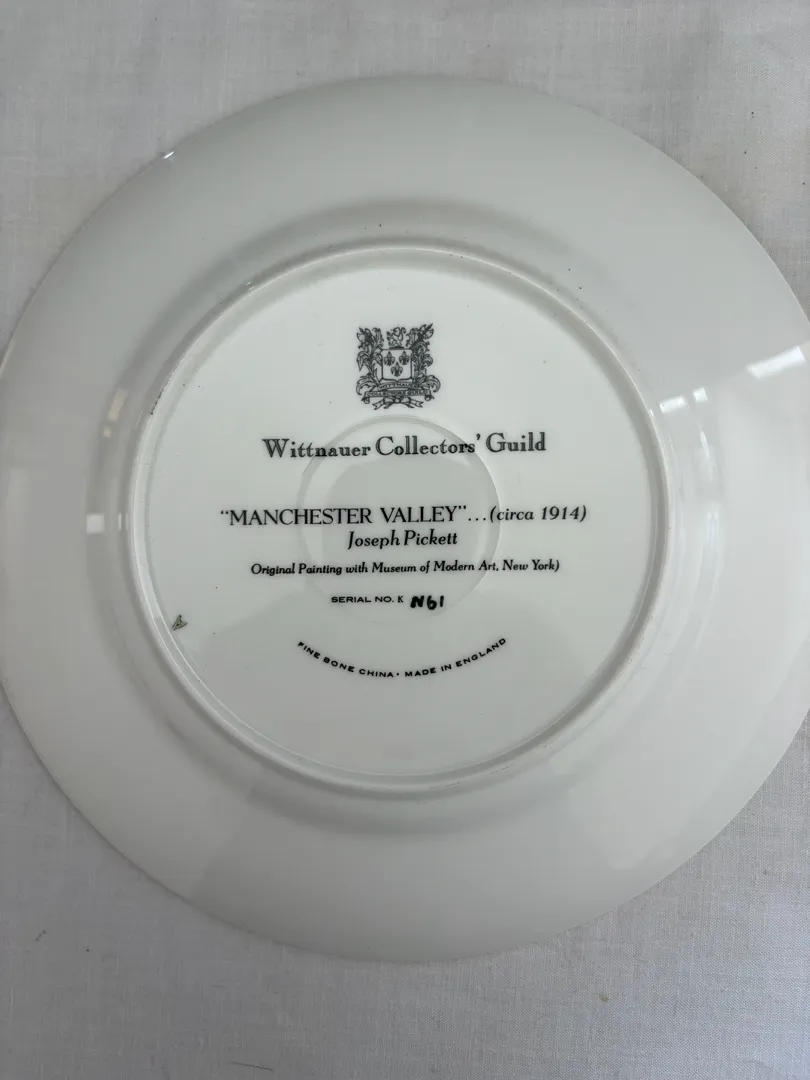 Wittnauer Collectors' Guild
"MANCHESTER VALLEY"...(circa 1914)
Joseph Pickett
Original Painting with Museum of Modern Art, New York)
SERIAL NO. K N61
FINE BONE CHINA • MADE IN ENGLAND